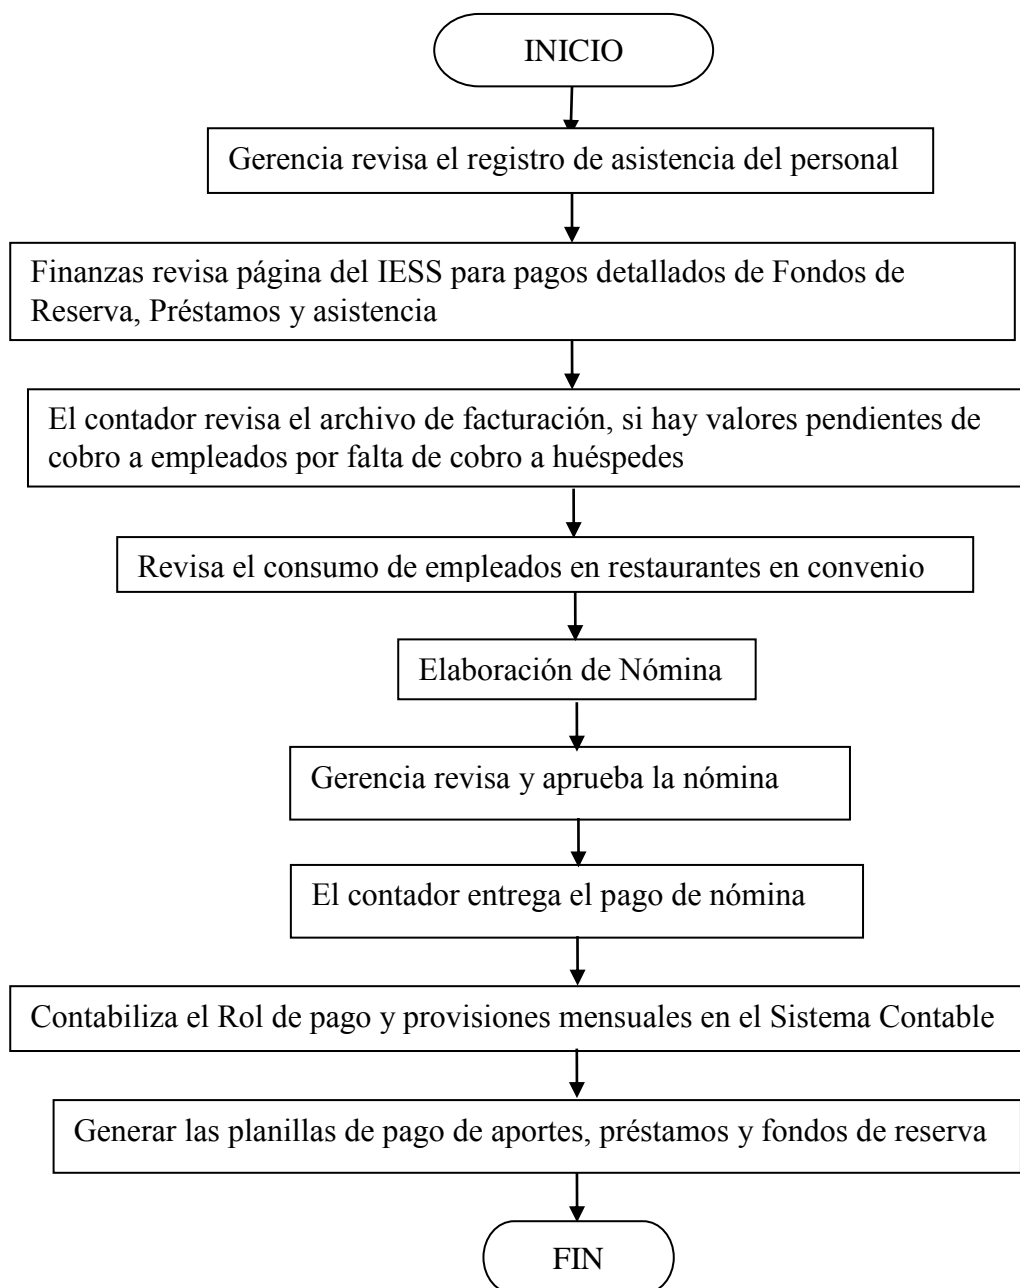 INICIO
Gerencia revisa el registro de asistencia del personal
Finanzas revisa página del IESS para pagos detallados de Fondos de
Reserva, Préstamos y asistencia
El contador revisa el archivo de facturación, si hay valores pendientes de
cobro a empleados por falta de cobro a huéspedes
Revisa el consumo de empleados en restaurantes en convenio
Elaboración de Nómina
Gerencia revisa y aprueba la nómina
El contador entrega el pago de nómina
Contabiliza el Rol de pago y provisiones mensuales en el Sistema Contable
Generar las planillas de pago de aportes, préstamos y fondos de reserva
FIN